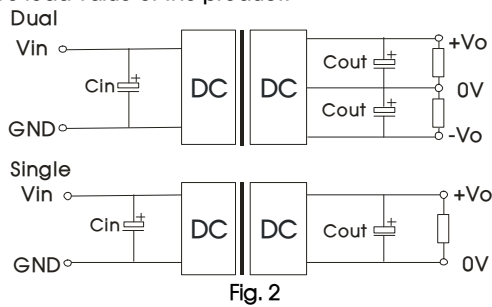 Dual
Vin
Cin
GND
DC
DC
Cout
Cout
+Vo
0V
-Vo
Single
Vin
Cin
GND
DC
DC
Cout
+Vo
0V
Fig. 2